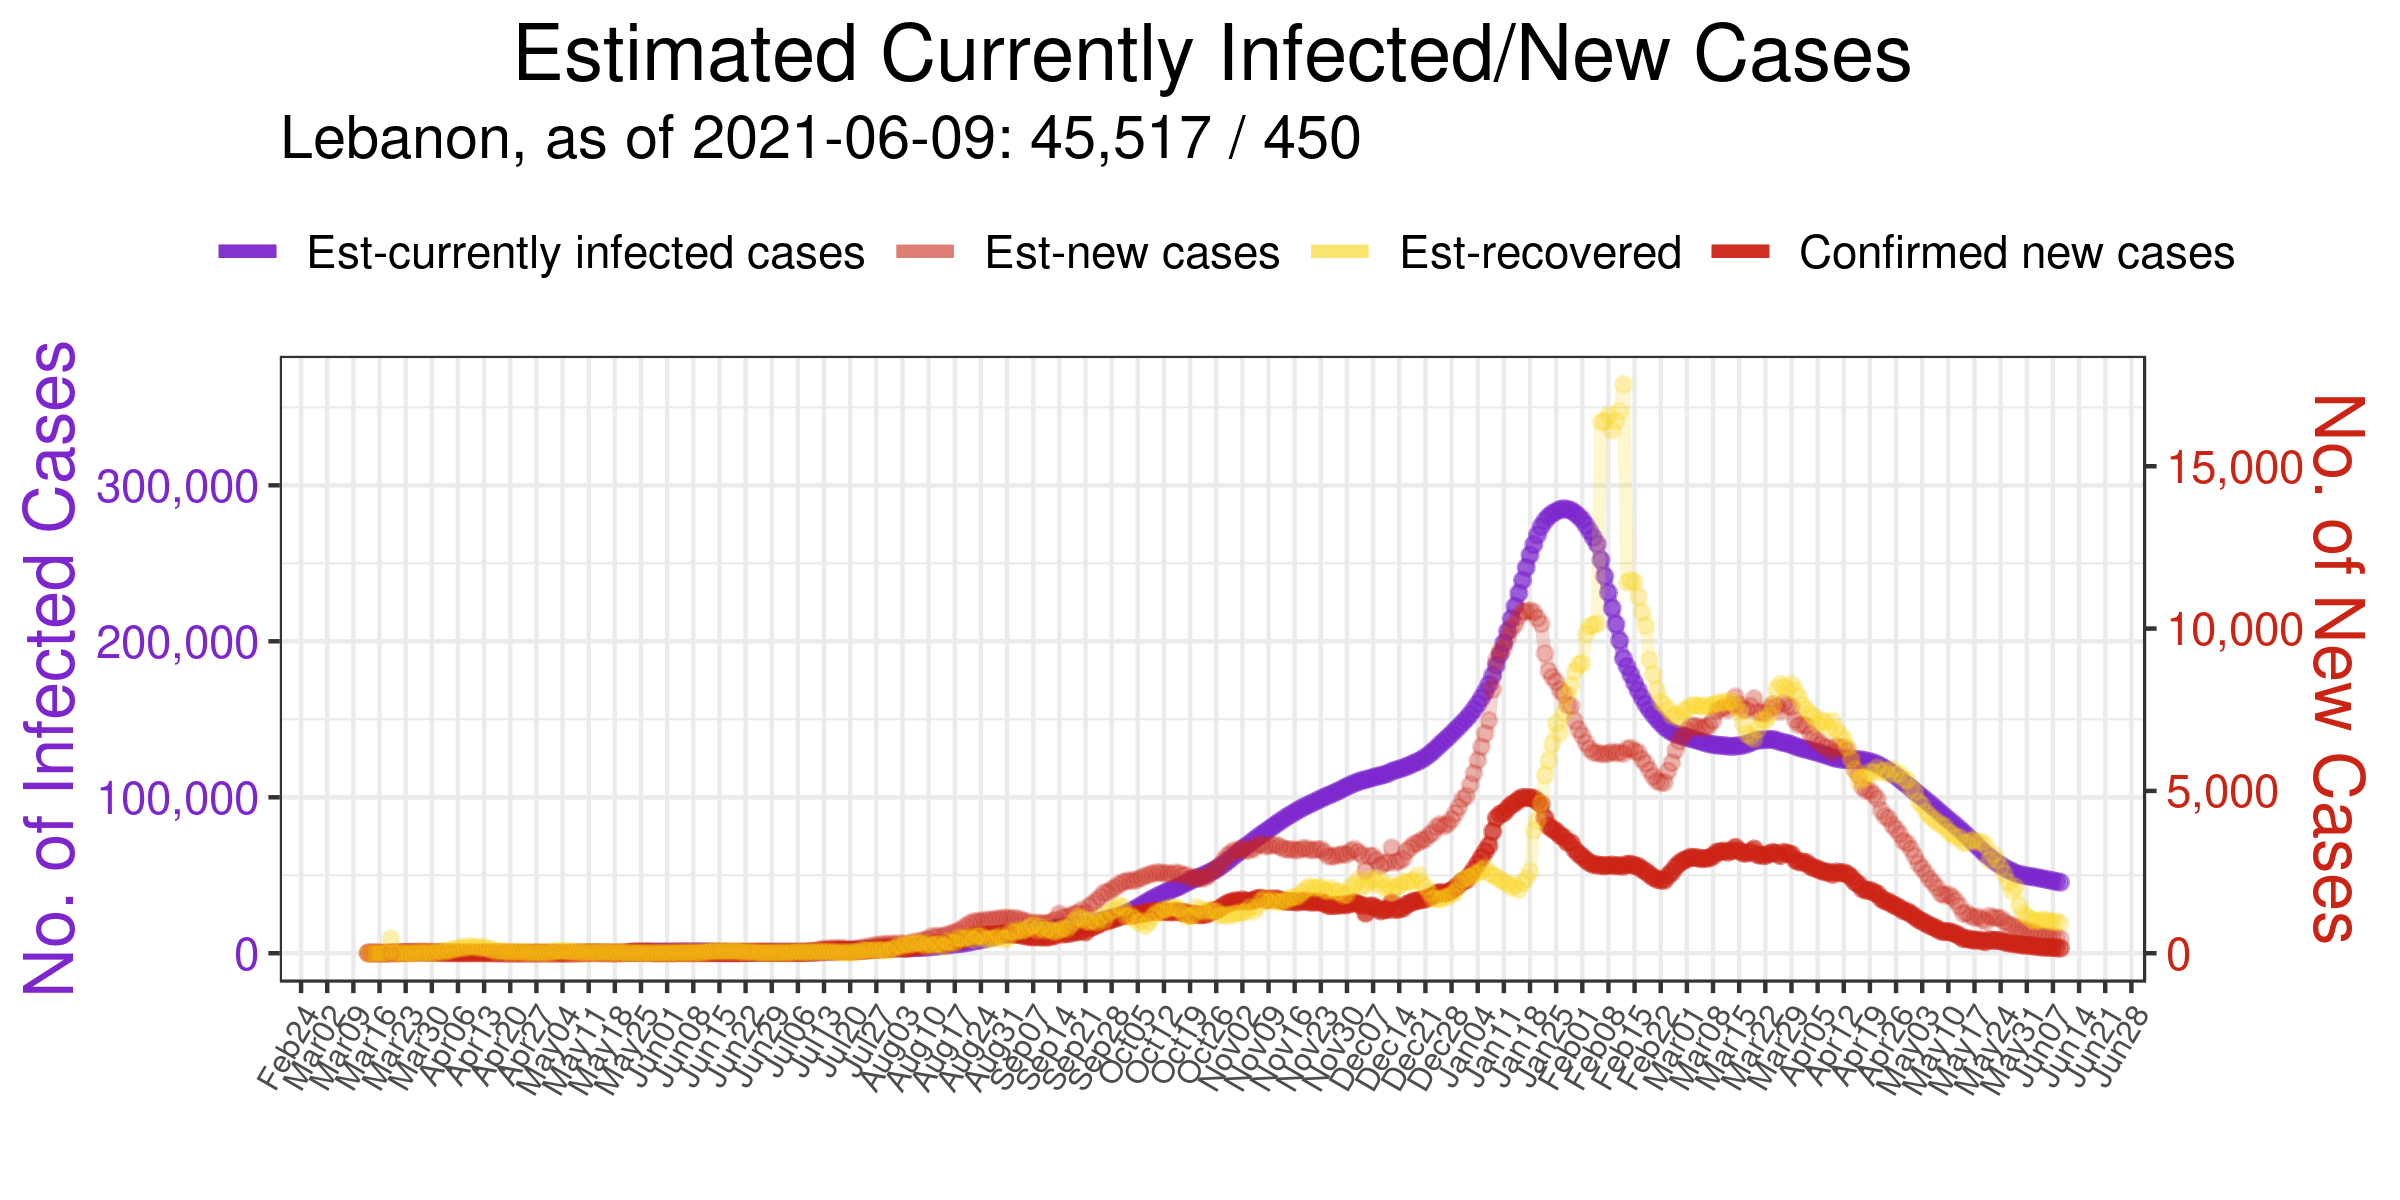 Estimated Currently Infected/New Cases
Lebanon, as of 2021-06-09: 45,517 / 450
Est-currently infected cases Est-new cases Est-recovered Confirmed new cases
No. of Infected Cases
300,000
200,000
100,000
0
15,000
10,000
5,000
0
No. of New Cases
Feb24
Mar02
Mar09
Mar16
Mar23
Mar30
Apr06
Apr13
Apr20
Apr27
May04
May11
May18
May25
Jun01
Jun08
Jun15
Jun22
Jun29
Jul06
Jul13
Jul20
Jul27
Aug03
Aug10
Aug17
Aug24
Aug31
Sep07
Sep14
Sep21
Sep28
Oct05
Oct12
Oct19
Oct26
Nov02
Nov09
Nov16
Nov23
Nov30
Dec07
Dec14
Dec21
Dec28
Jan04
Jan11
Jan18
Jan25
Feb01
Feb08
Feb15
Feb22
Mar01
Mar08
Mar15
Mar22
Mar29
Apr05
Apr12
Apr19
Apr26
May03
May10
May17
May24
May31
Jun07
Jun14
Jun21
Jun28